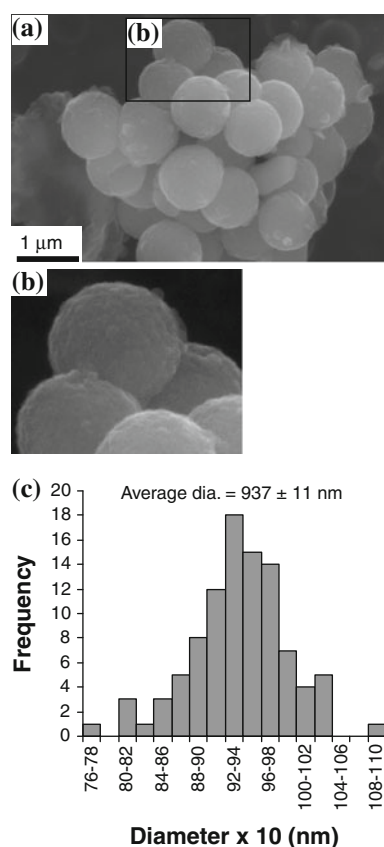 (a)
(b)
1 μm
(b)
(c)
Average dia. = 937 ± 11 nm
Frequency
20
18
16
14
12
10
8
6
4
2
0
76-78
80-82
84-86
88-90
92-94
96-98
100-102
104-106
108-110
Diameter x 10 (nm)